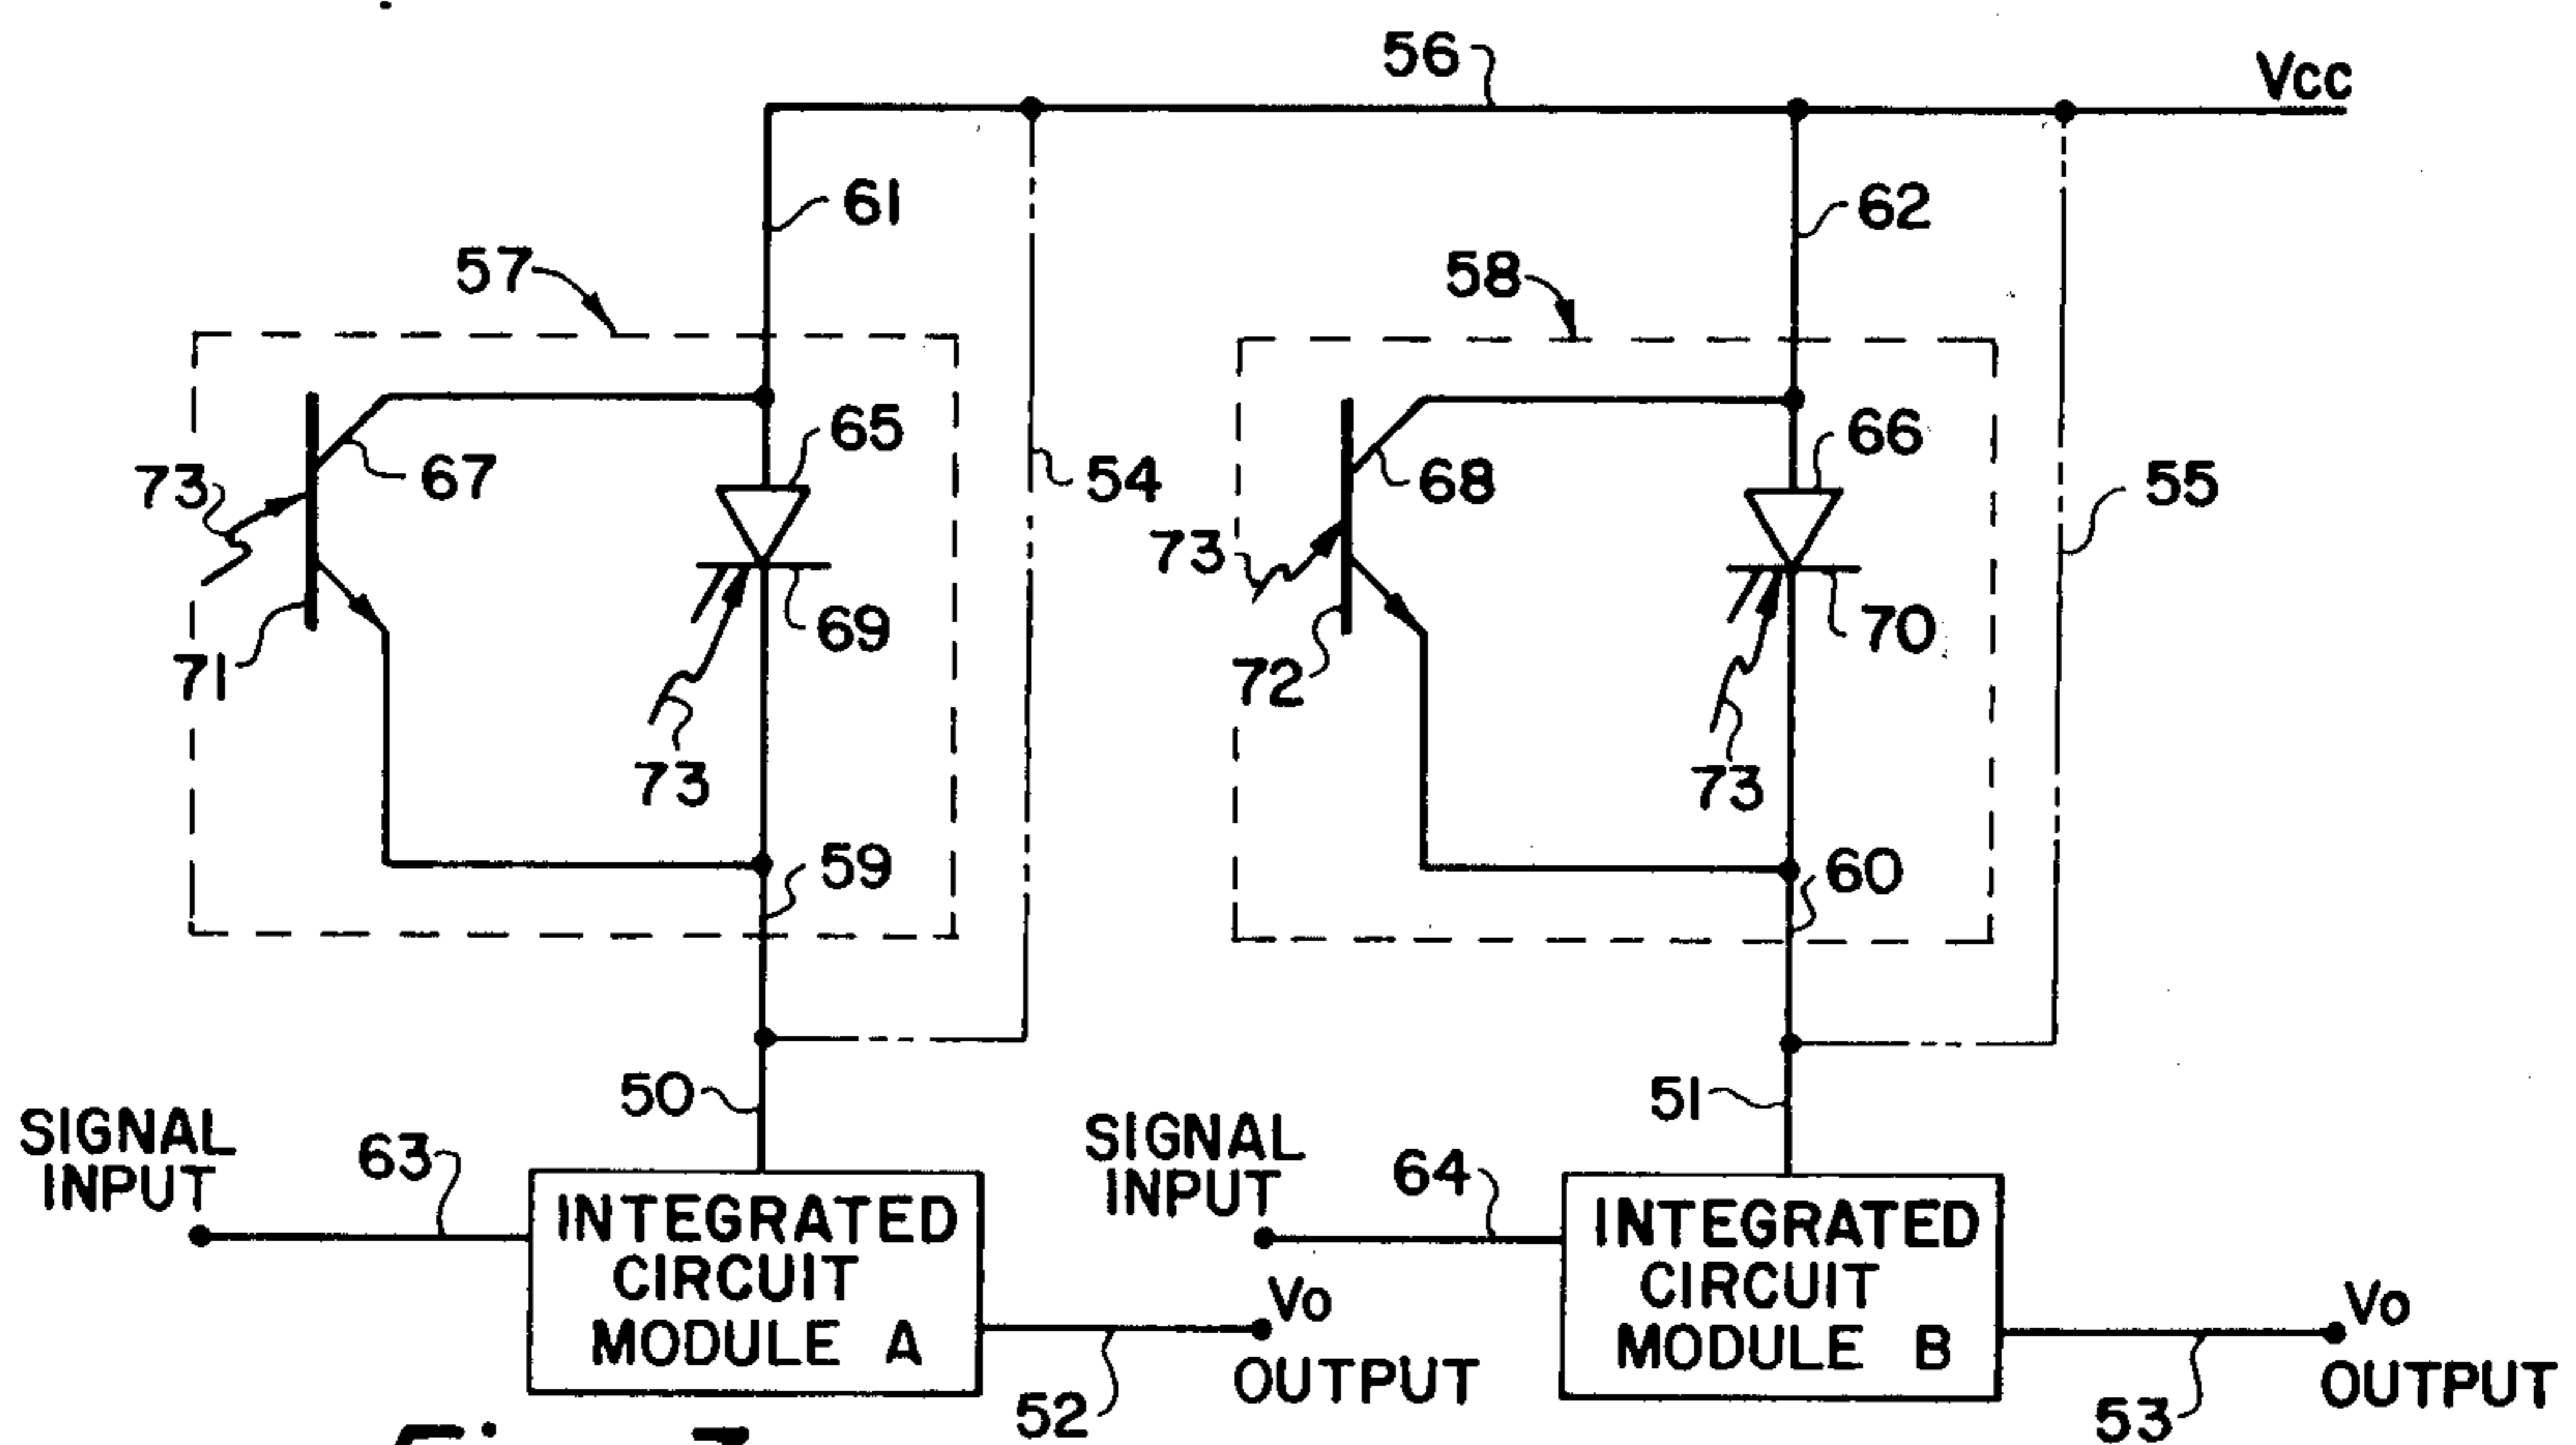 56
Vcc
61
62
57
58
65
66
67
73
54
68
55
73
69
70
71
72
73
73
59
60
50
51
SIGNAL
INPUT
63
SIGNAL
INPUT
64
INTEGRATED
CIRCUIT
MODULE A
INTEGRATED
CIRCUIT
MODULE B
Vo
OUTPUT
Vo
OUTPUT
52
53